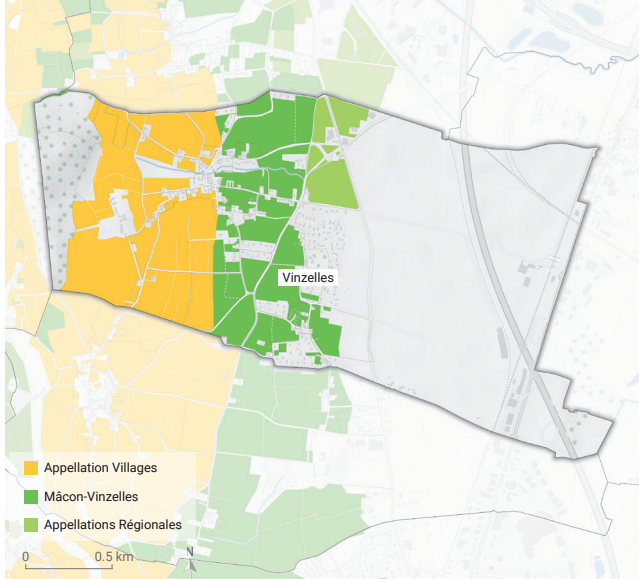 Vinzelles
Appellation Villages
Mâcon-Vinzelles
Appellations Régionales
0 0.5 km
N